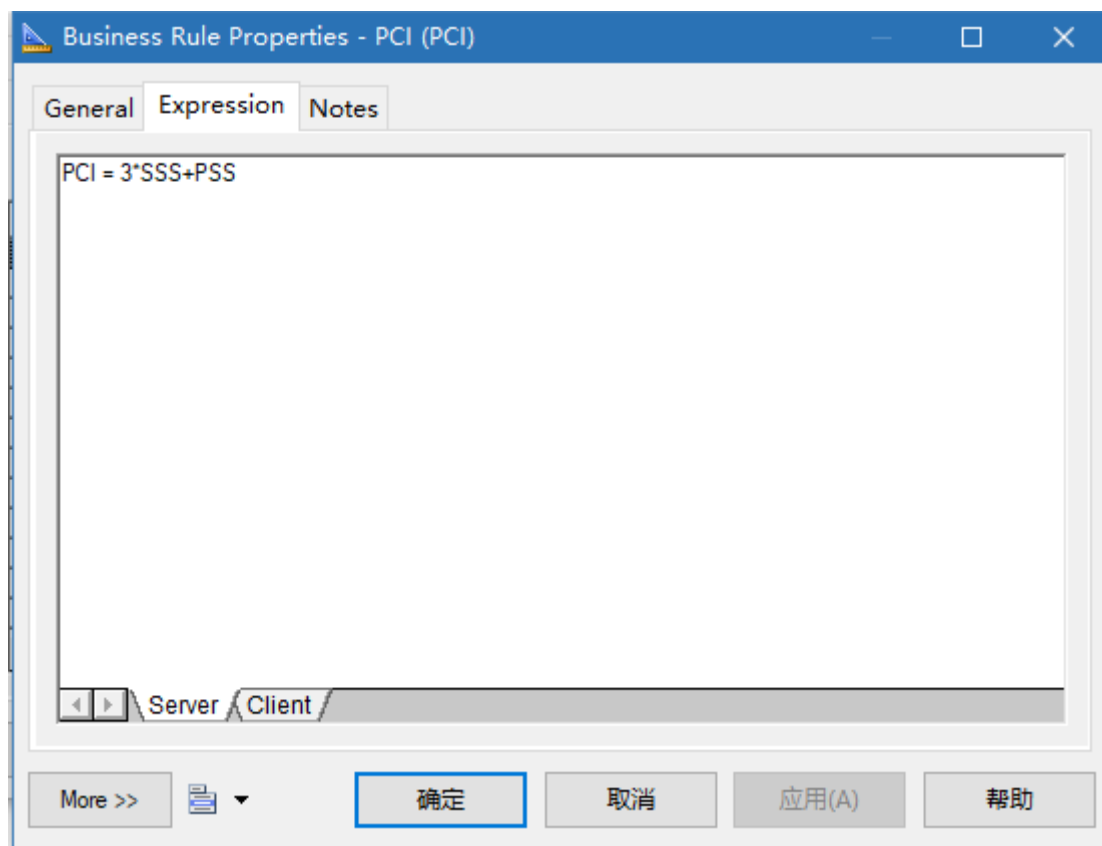 Business Rule Properties - PCI (PCI)
General Expression Notes
PCI = 3*SSS+PSS
Server Client
More >> 确定 取消 应用(A) 帮助